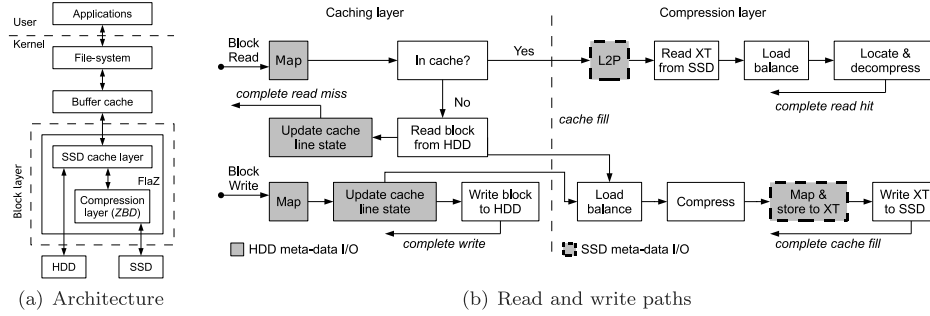 User
Applications
Kernel
File-system
Buffer cache
Block layer
SSD cache layer
FlaZ
Compression
layer (ZBD)
HDD
SSD
(a) Architecture
Caching layer
Compression layer
Block
Read
Map
In cache?
Yes
L2P
Read XT
from SSD
Load
balance
Locate &
decompress
complete read miss
No
cache fill
complete read hit
Update cache
line state
Read block
from HDD
Block
Write
Map
Update cache
line state
Write block
to HDD
Load
balance
Compress
Map &
store to XT
Write XT
to SSD
complete write
complete cache fill
HDD meta-data I/O
SSD meta-data I/O
(b) Read and write paths